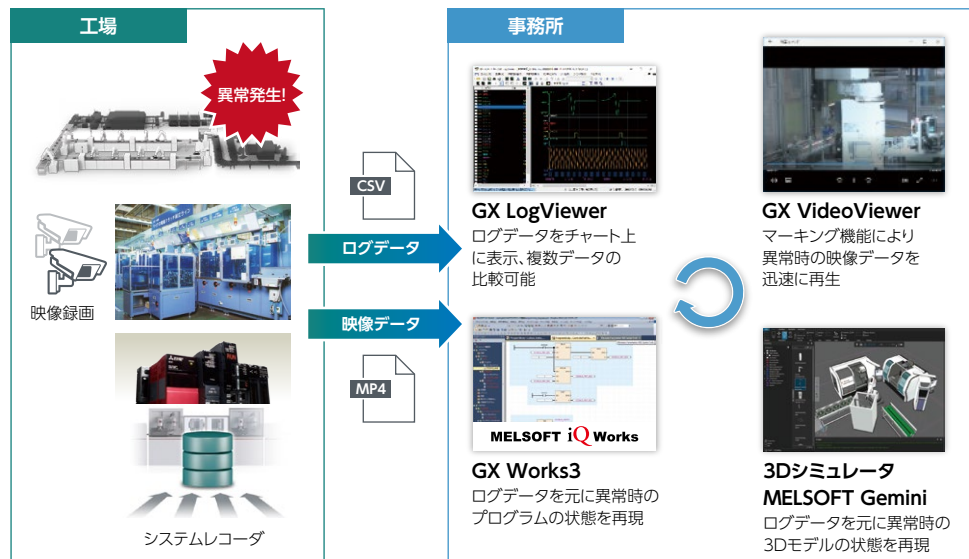 工場
異常発生!
映像録画
システムレコーダ
CSV
ログデータ
映像データ
MP4
事務所
GX LogViewer
ログデータをチャート上
に表示、複数データの
比較可能
GX VideoViewer
マーキング機能により
異常時の映像データを
迅速に再生
MELSOFT iQ Works
GX Works3
ログデータを元に異常時の
プログラムの状態を再現
3Dシミュレータ
MELSOFT Gemini
ログデータを元に異常時の
3Dモデルの状態を再現